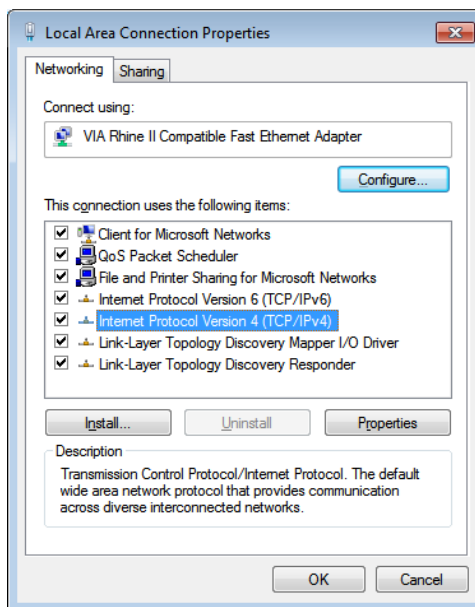 Local Area Connection Properties
Networking
Sharing
Connect using:
VIA Rhine II Compatible Fast Ethernet Adapter
Configure...
This connection uses the following items:
Client for Microsoft Networks
QoS Packet Scheduler
File and Printer Sharing for Microsoft Networks
Internet Protocol Version 6 (TCP/IPv6)
Internet Protocol Version 4 (TCP/IPv4)
Link-Layer Topology Discovery Mapper I/O Driver
Link-Layer Topology Discovery Responder
Install...
Uninstall
Properties
Description
Transmission Control Protocol/Internet Protocol. The default
wide area network protocol that provides communication
across diverse interconnected networks.
OK
Cancel